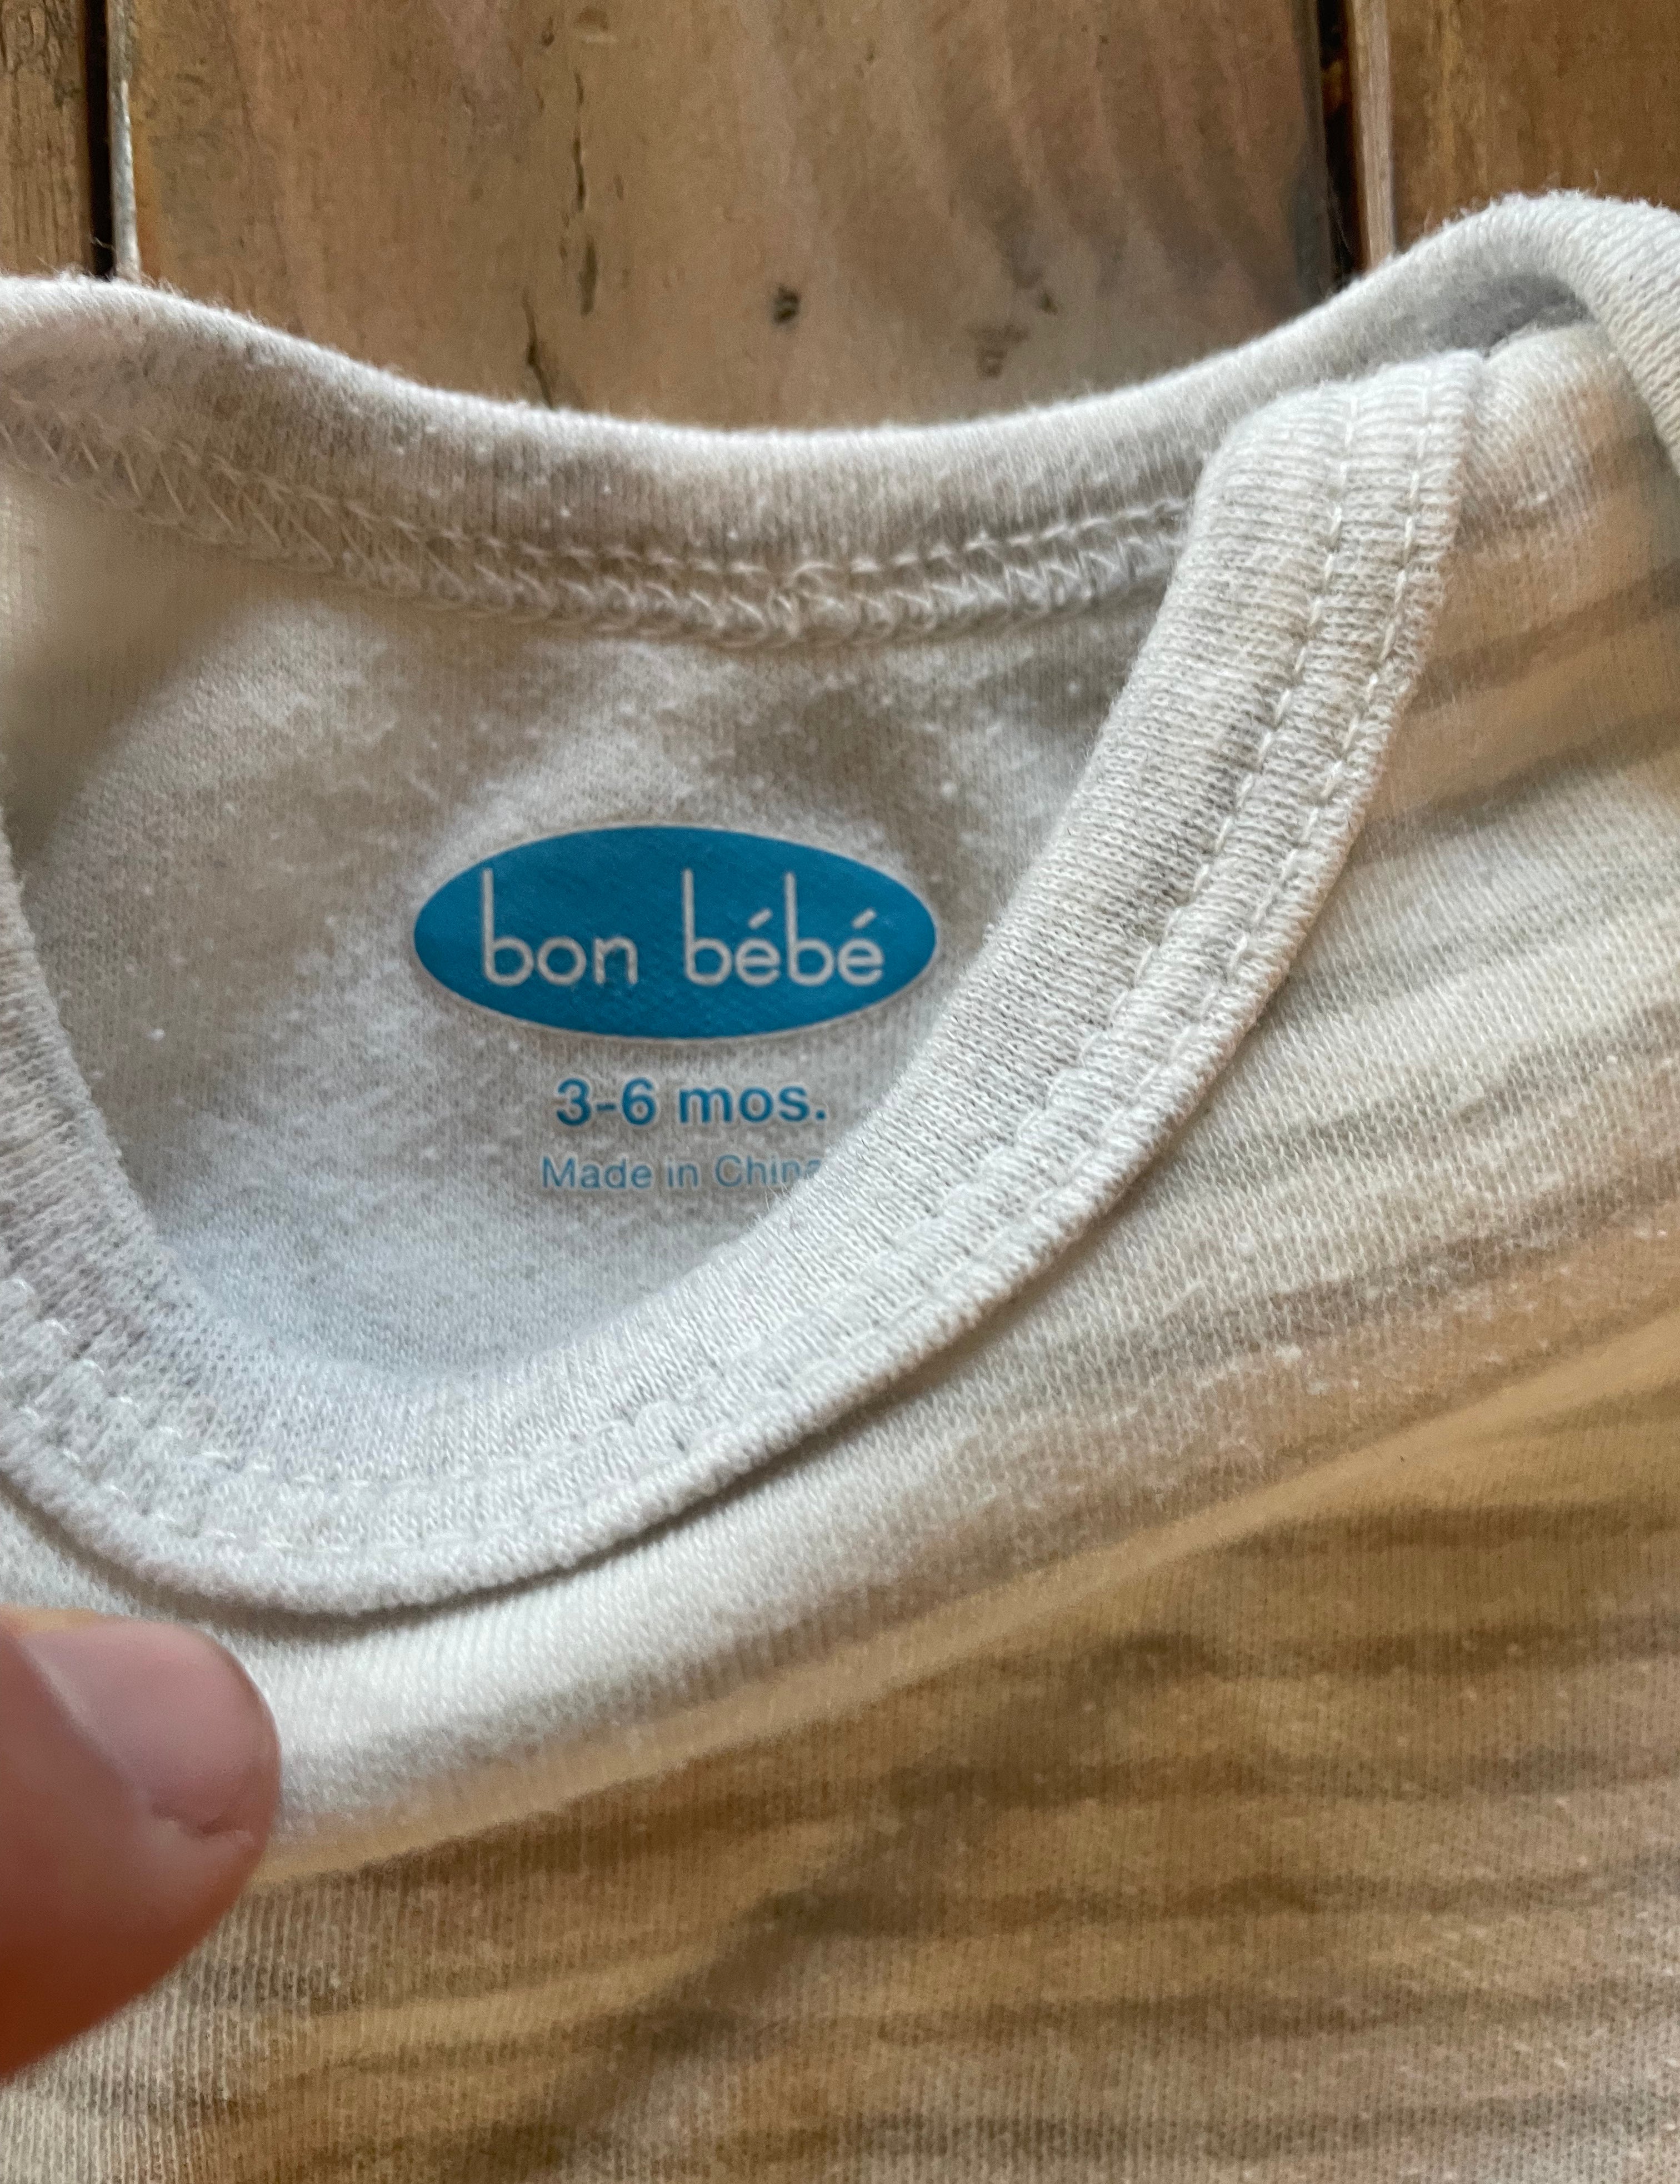 bon bébé
3-6 mos.
Made in China